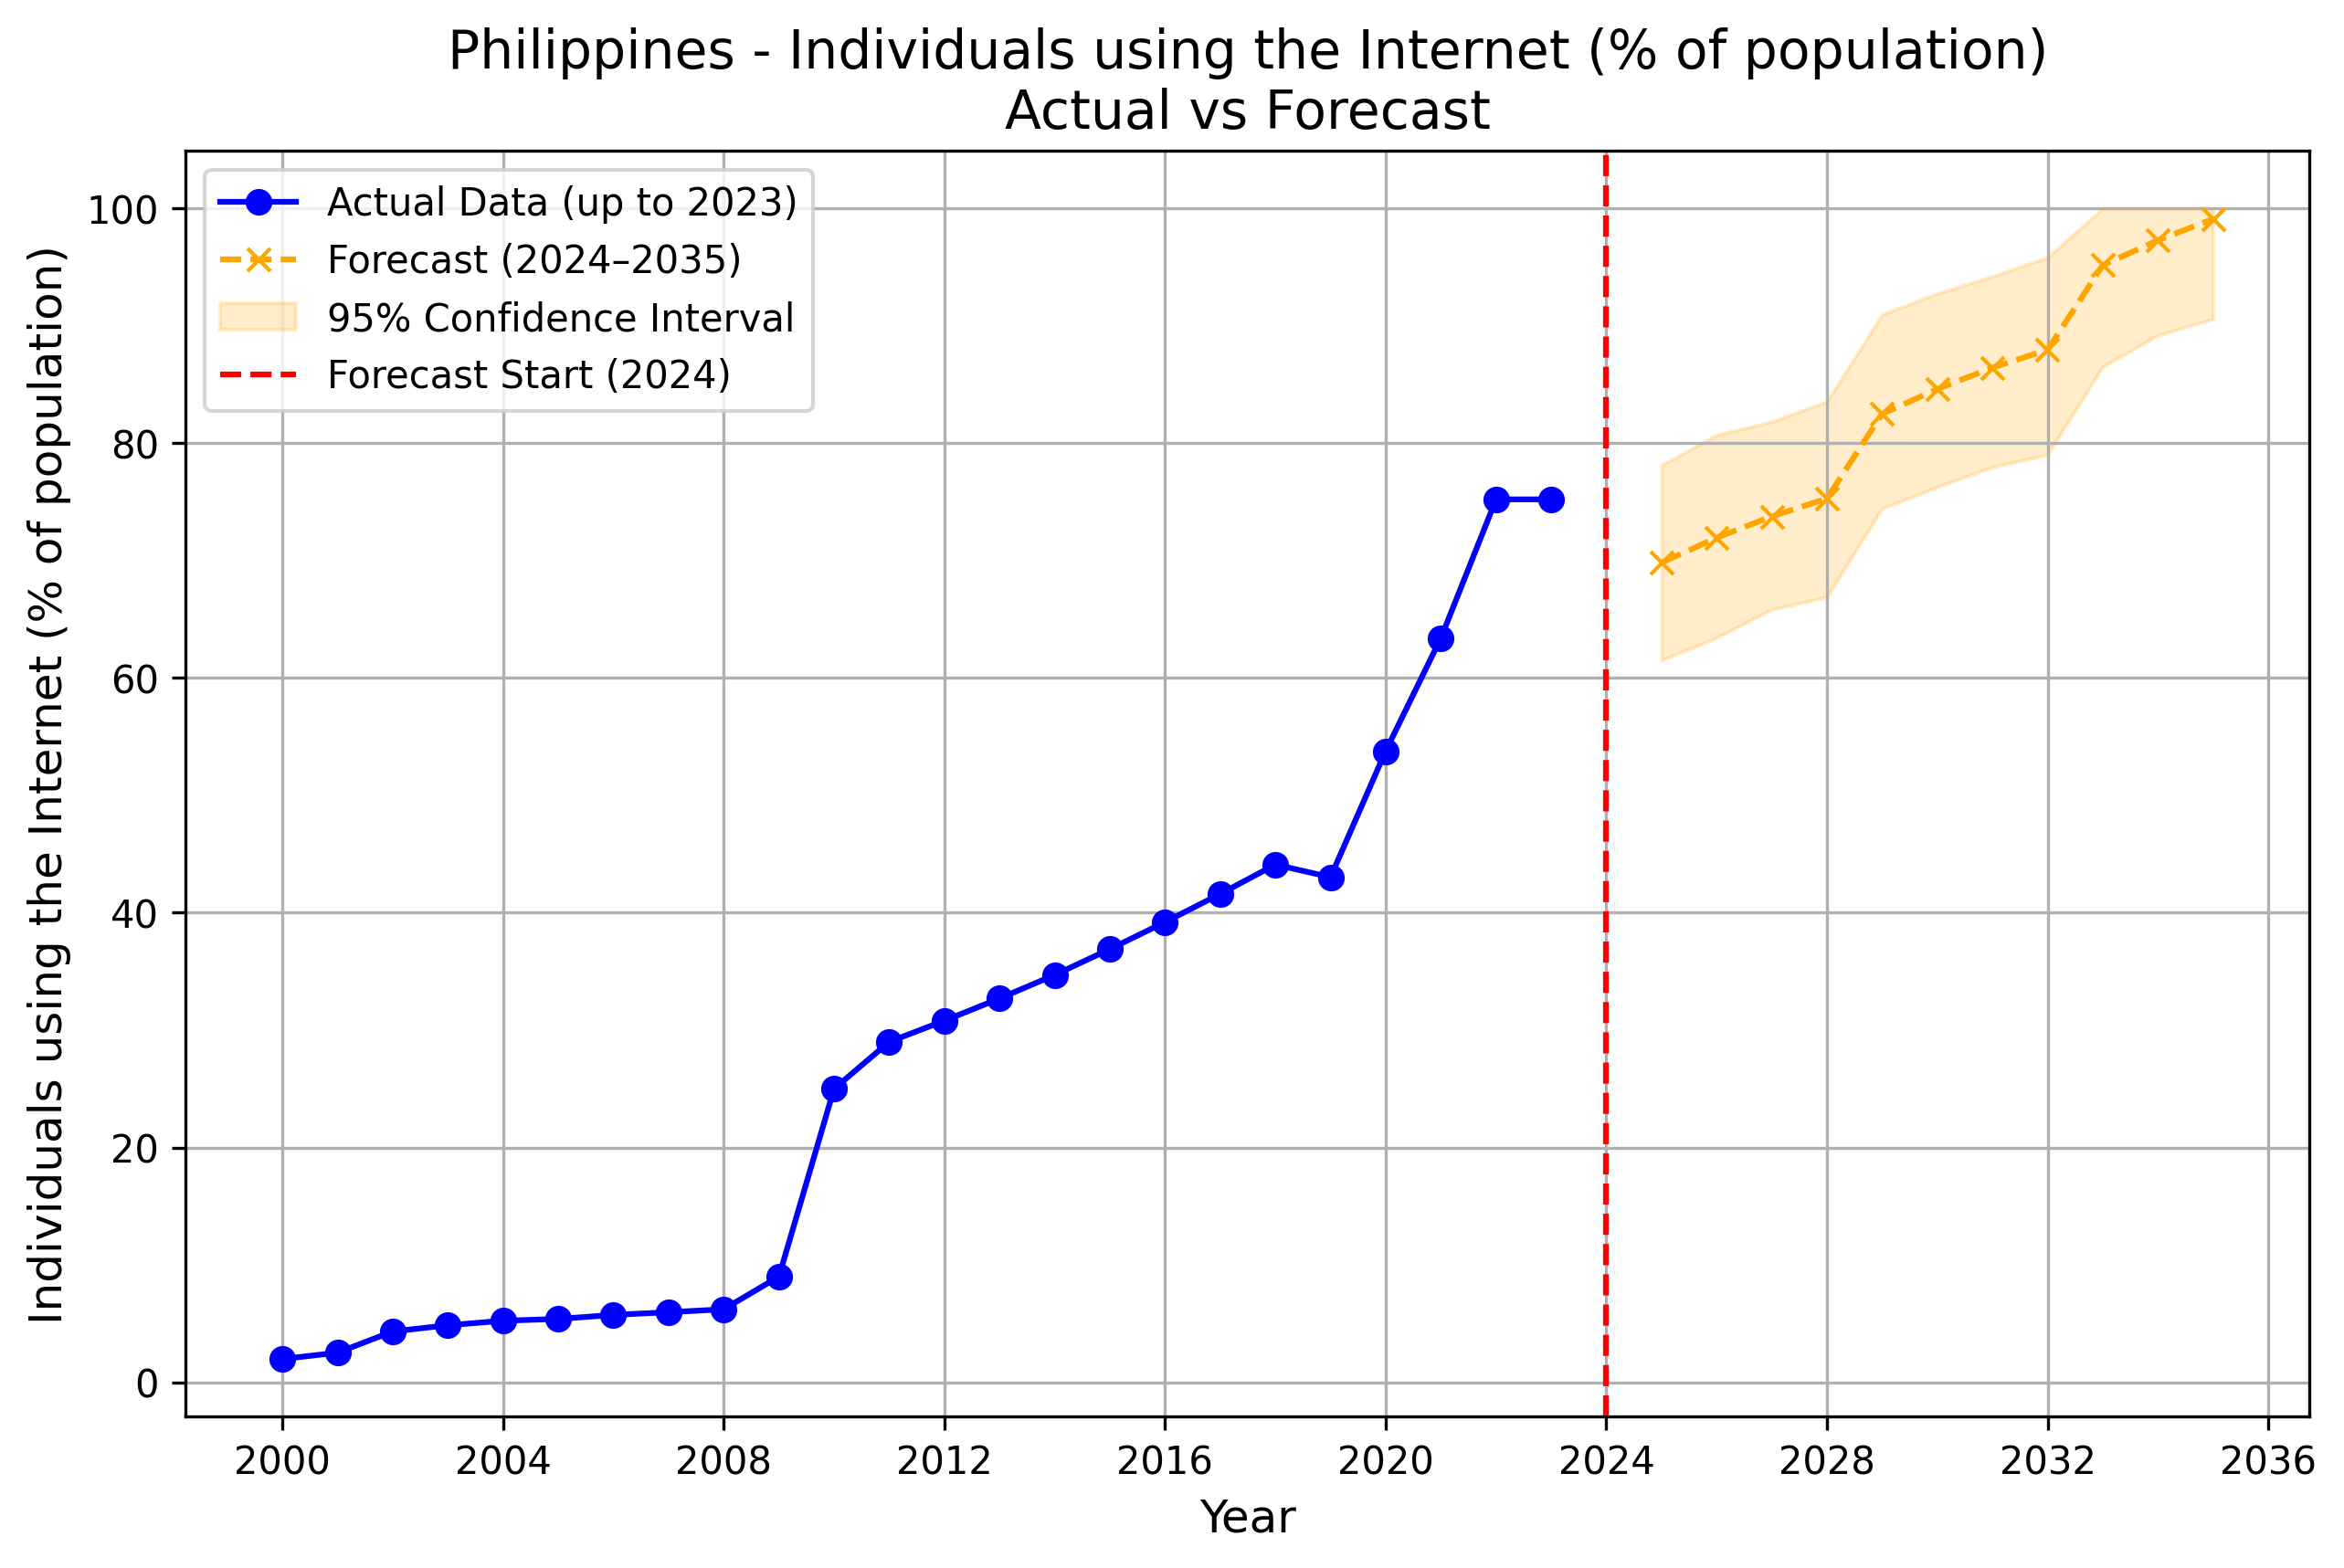 Philippines - Individuals using the Internet (% of population)
Actual vs Forecast
Actual Data (up to 2023)
Forecast (2024–2035)
95% Confidence Interval
Forecast Start (2024)
Individuals using the Internet (% of population)
100
80
60
40
20
0
2000 2004 2008 2012 2016 2020 2024 2028 2032 2036
Year